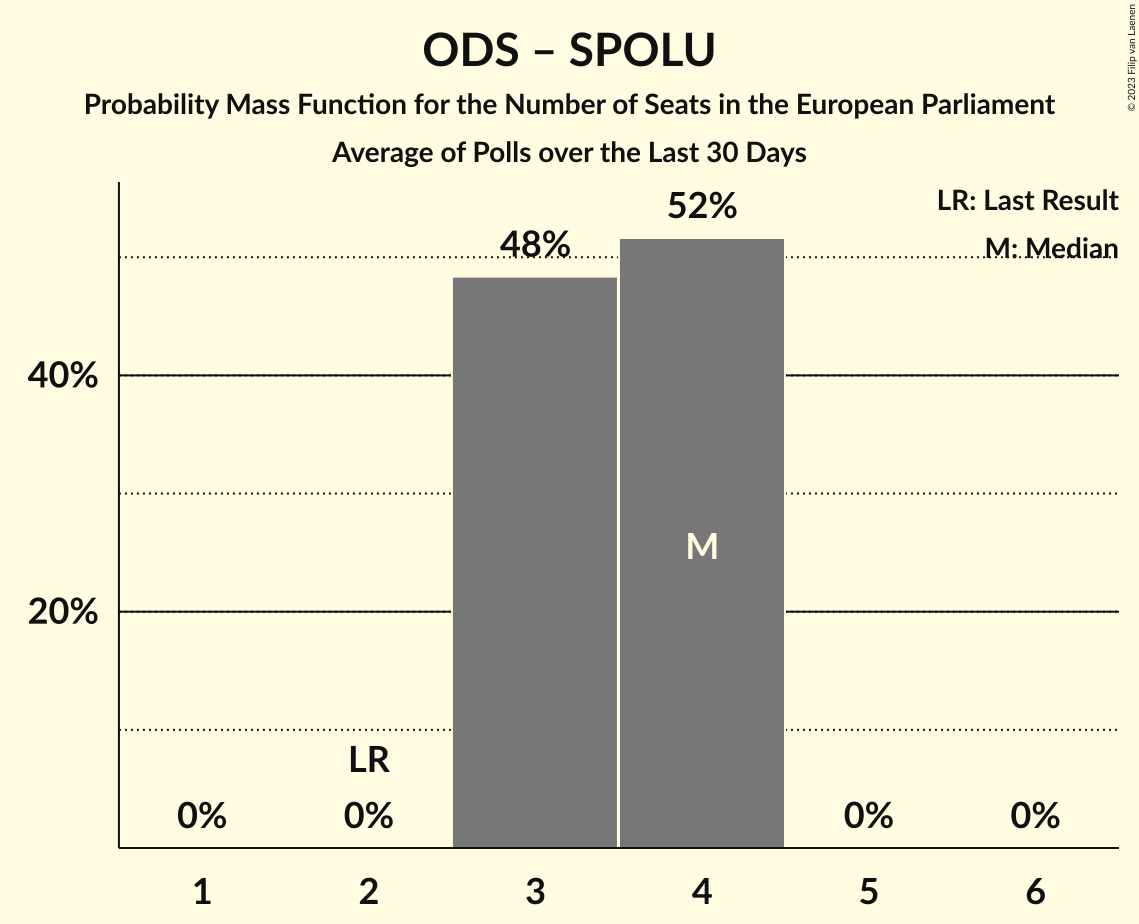 ODS – SPOLU
Probability Mass Function for the Number of Seats in the European Parliament
Average of Polls over the Last 30 Days
© 2023 Filip van Laenen
LR: Last Result
M: Median
52%
48%
40%
20%
M
LR
0%
0%
0%
0%
1
2
3
4
5
6